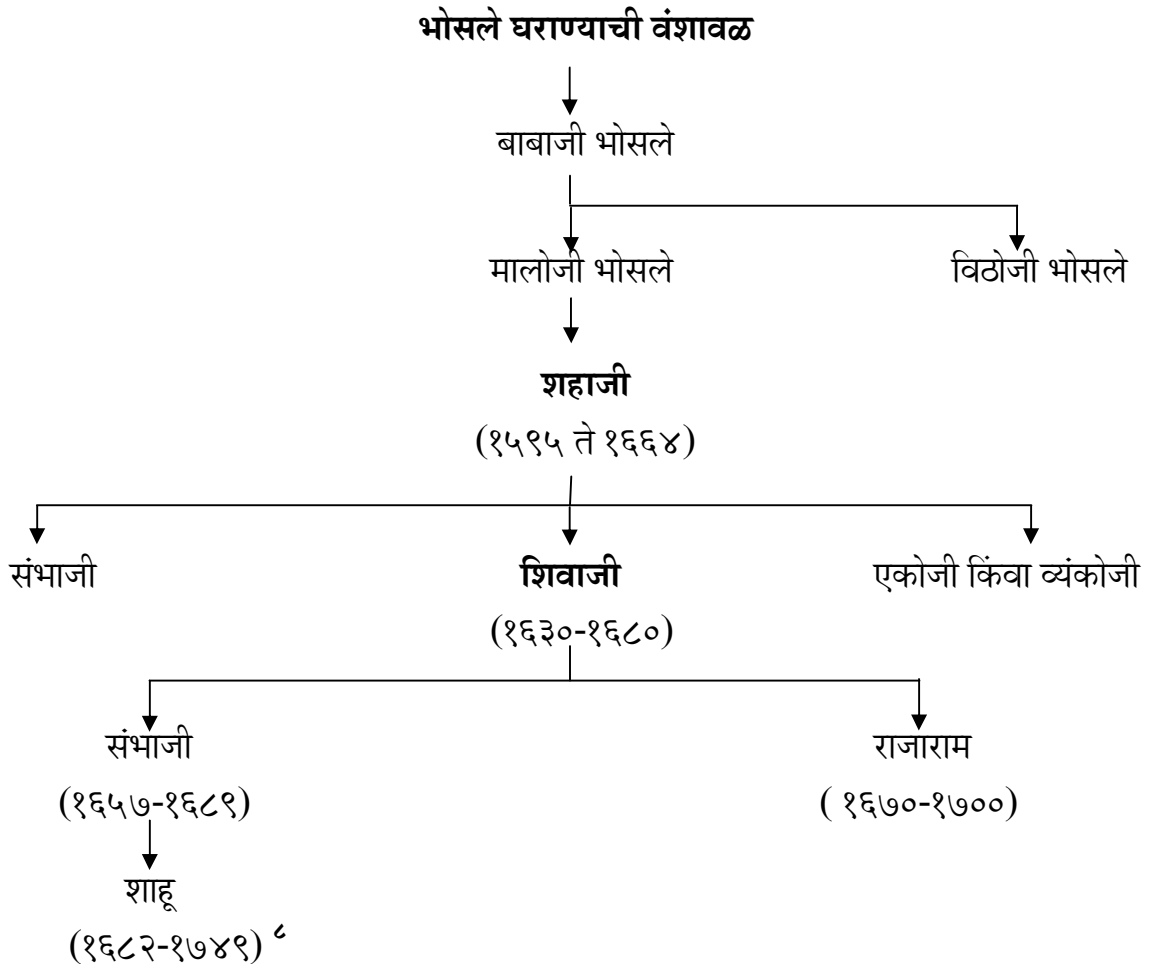 भोसले घराण्याची वंशावळ
बाबाजी भोसले
मालोजी भोसले विठोजी भोसले
शहाजी
(१५९५ ते १६६४)
संभाजी शिवाजी एकोजी किंवा व्यंकोजी
(१६३०-१६८०)
संभाजी राजाराम
(१६५७-१६८९) ( १६७०-१७००)
शाहू
(१६८२-१७४९) ८